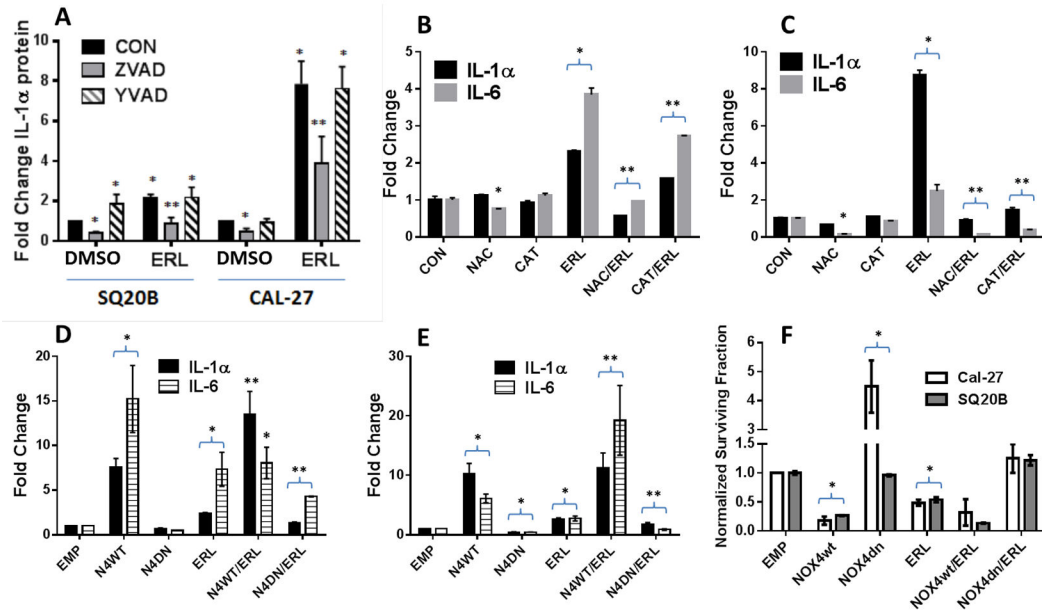 A
Fold Change IL-1α protein
12
10
8
6
4
2
0
CON
ZVAD
YVAD
* * * ** * * * ** *
DMSO ERL DMSO ERL
SQ20B CAL-27
B
Fold Change
5
4
3
2
1
0
IL-1α
IL-6
* * ** **
CON NAC CAT ERL NAC/ERL CAT/ERL
C
Fold Change
10
8
6
4
2
0
IL-1α
IL-6
* * ** **
CON NAC CAT ERL NAC/ERL CAT/ERL
D
Fold Change
20
15
10
5
0
IL-1α
IL-6
* * ** * **
EMP N4WT N4DN ERL N4WT/ERL N4DN/ERL
E
Fold Change
30
20
10
0
IL-1α
IL-6
* * * ** **
EMP N4WT N4DN ERL N4WT/ERL N4DN/ERL
F
Normalized Surviving Fraction
6
5
4
3
2
1.5
1.0
0.5
0.0
Cal-27
SQ20B
* * *
EMP NOX4wt NOX4dn ERL NOX4wt/ERL NOX4dn/ERL